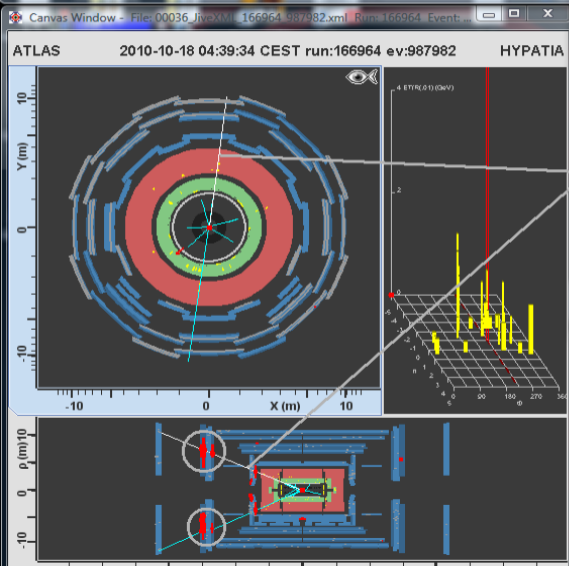 Canvas Window - File: 00036_JiveXML_166964_987982.xml Run: 166964 Event: ...
ATLAS 2010-10-18 04:39:34 CEST run:166964 ev:987982 HYPATIA
Y (m)
10
0
-10
-10 0 10
X (m)
4 ET(R(.01) (GeV)
2
0
0 90 180 270 360
Φ
ρ (m)
10
0
-10